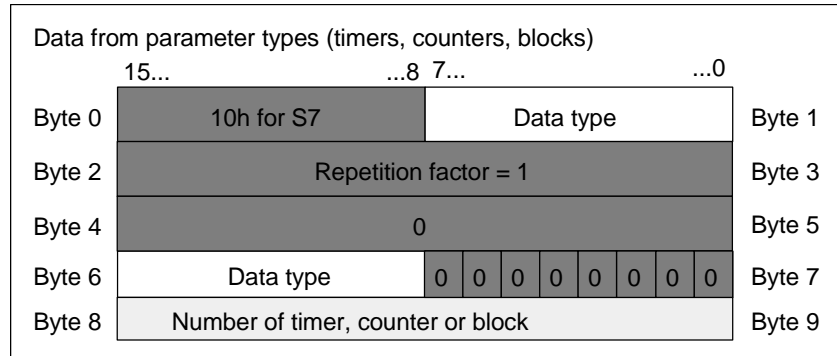 Data from parameter types (timers, counters, blocks)
15... ...8 7... ...0
Byte 0 10h for S7 Data type Byte 1
Byte 2 Repetition factor = 1 Byte 3
Byte 4 0 Byte 5
Byte 6 Data type 0 0 0 0 0 0 0 0 Byte 7
Byte 8 Number of timer, counter or block Byte 9